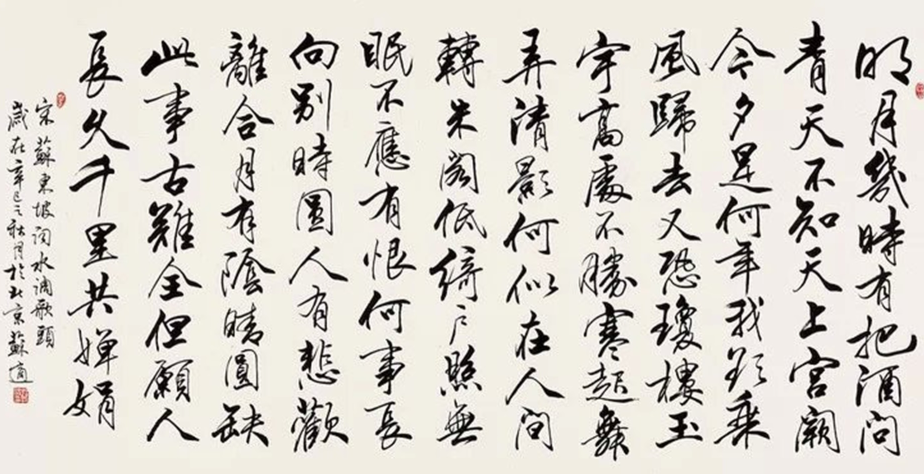 明月幾時有把酒問
青天不知天上宮闕
今夕是何年我欲乘
風歸去又恐瓊樓玉
宇高處不勝寒起舞
弄清影何似在人間
轉朱閣低綺戶照無
眠不應有恨何事長
向別時圓人有悲歡
離合月有陰晴圓缺
此事古難全但願人
長久千里共嬋娟
宋蘇東坡詞水調歌頭
歲在辛巳之秋月於北京蘇適